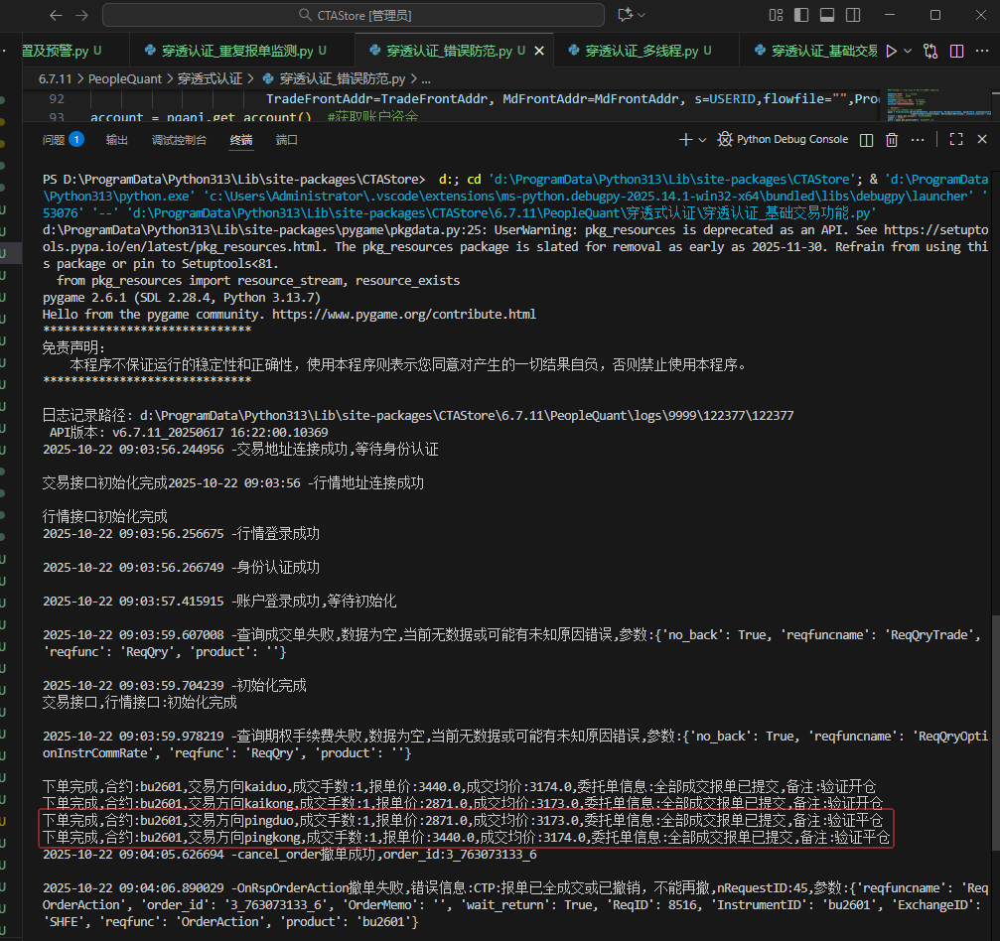 CTAStore [管理员]
置及预警.py U
穿透认证_重复报单监测.py U
穿透认证_错误防范.py U
穿透认证_多线程.py U
穿透认证_基础交易
6.7.11 > PeopleQuant > 穿透式认证 > 穿透认证_错误防范.py > ...
92 TradeFrontAddr=TradeFrontAddr, MdFrontAddr=MdFrontAddr, s=USERID,flowfile="",Pro
93 account = pqapi.get_account() #获取账户资金
问题 1 输出 调试控制台 终端 端口 Python Debug Console
PS D:\ProgramData\Python313\Lib\site-packages\CTAStore> d:; cd 'd:\ProgramData\Python313\Lib\site-packages\CTAStore'; & 'd:\ProgramData
\Python313\python.exe' 'c:\Users\Administrator\.vscode\extensions\ms-python.debugpy-2025.14.1-win32-x64\bundled\libs\debugpy\launcher' '
53076' '--' 'd:\ProgramData\Python313\Lib\site-packages\CTAStore\6.7.11\PeopleQuant\穿透式认证\穿透认证_基础交易功能.py'
d:\ProgramData\Python313\Lib\site-packages\pygame\pkgdata.py:25: UserWarning: pkg_resources is deprecated as an API. See https://setupto
ols.pypa.io/en/latest/pkg_resources.html. The pkg_resources package is slated for removal as early as 2025-11-30. Refrain from using thi
s package or pin to Setuptools<81.
from pkg_resources import resource_stream, resource_exists
pygame 2.6.1 (SDL 2.28.4, Python 3.13.7)
Hello from the pygame community. https://www.pygame.org/contribute.html
******************************
免责声明：
本程序不保证运行的稳定性和正确性，使用本程序则表示您同意对产生的一切结果自负，否则禁止使用本程序。
******************************
日志记录路径：d:\ProgramData\Python313\Lib\site-packages\CTAStore\6.7.11\PeopleQuant\logs\9999\122377\122377
API版本：v6.7.11_20250617 16:22:00.10369
2025-10-22 09:03:56.244956 -交易地址连接成功,等待身份认证
交易接口初始化完成2025-10-22 09:03:56 -行情地址连接成功
行情接口初始化完成
2025-10-22 09:03:56.256675 -行情登录成功
2025-10-22 09:03:56.266749 -身份认证成功
2025-10-22 09:03:57.415915 -账户登录成功,等待初始化
2025-10-22 09:03:59.607008 -查询成交单失败,数据为空,当前无数据或可能有未知原因错误,参数:{'no_back': True, 'reqfuncname': 'ReqQryTrade',
'reqfunc': 'ReqQry', 'product': ''}
2025-10-22 09:03:59.704239 -初始化完成
交易接口,行情接口:初始化完成
2025-10-22 09:03:59.978219 -查询期权手续费失败,数据为空,当前无数据或可能有未知原因错误,参数:{'no_back': True, 'reqfuncname': 'ReqQryOpti
onInstrCommRate', 'reqfunc': 'ReqQry', 'product': ''}
下单完成,合约:bu2601,交易方向kaiduo,成交手数:1,报单价:3440.0,成交均价:3174.0,委托单信息:全部成交报单已提交,备注:验证开仓
下单完成,合约:bu2601,交易方向kaikong,成交手数:1,报单价:2871.0,成交均价:3173.0,委托单信息:全部成交报单已提交,备注:验证开仓
下单完成,合约:bu2601,交易方向pingduo,成交手数:1,报单价:2871.0,成交均价:3173.0,委托单信息:全部成交报单已提交,备注:验证平仓
下单完成,合约:bu2601,交易方向pingkong,成交手数:1,报单价:3440.0,成交均价:3174.0,委托单信息:全部成交报单已提交,备注:验证平仓
2025-10-22 09:04:05.626694 -cancel_order撤单成功,order_id:3_763073133_6
2025-10-22 09:04:06.890029 -OnRspOrderAction撤单失败,错误信息:CTP:报单已全成交或已撤销，不能再撤,nRequestID:45,参数:{'reqfuncname': 'Req
OrderAction', 'order_id': '3_763073133_6', 'OrderMemo': '', 'wait_return': True, 'ReqID': 8516, 'InstrumentID': 'bu2601', 'ExchangeID':
'SHFE', 'reqfunc': 'OrderAction', 'product': 'bu2601'}